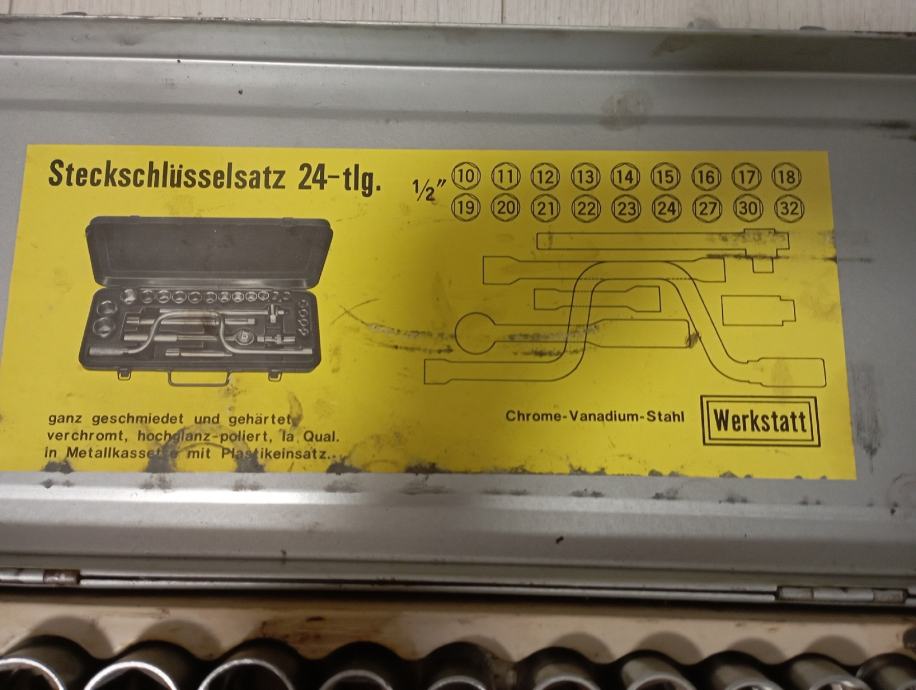 Steckschlüsselsatz 24-tlg.
1/2" 10 11 12 13 14 15 16 17 18
19 20 21 22 23 24 27 30 32
ganz geschmiedet und gehärtet,
verchromt, hochglanz-poliert, Ia Qual.
in Metallkassette mit Plastikeinsatz.
Chrome-Vanadium-Stahl
Werkstatt